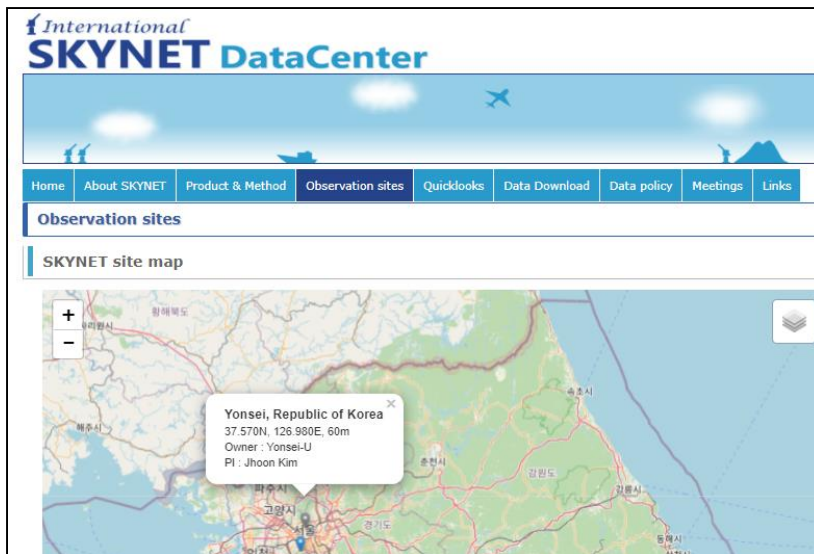 International
SKYNET DataCenter
Home About SKYNET Product & Method Observation sites Quicklooks Data Download Data policy Meetings Links
Observation sites
SKYNET site map
+
−
황해북도
속초시
×
Yonsei, Republic of Korea
37.570N, 126.980E, 60m
Owner : Yonsei-U
PI : Jhoon Kim
해주시
춘천시
강원도
파주시
강릉시
고양시
서울
경기도
동해시